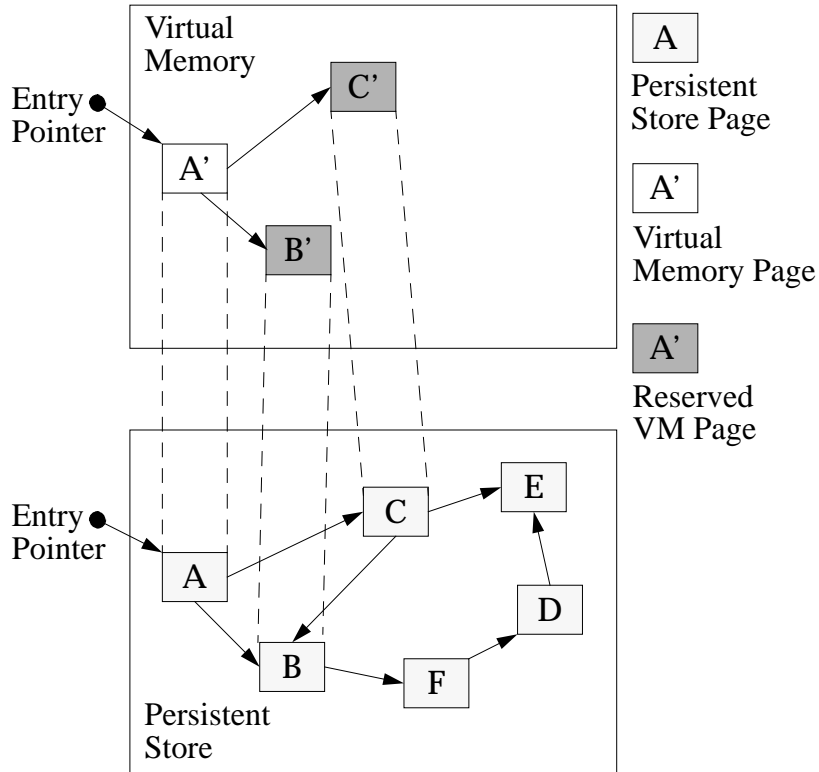 Virtual
Memory
Entry
Pointer
A'
C'
B'
A
Persistent
Store Page
A'
Virtual
Memory Page
A'
Reserved
VM Page
Entry
Pointer
A
C
E
B
F
D
Persistent
Store